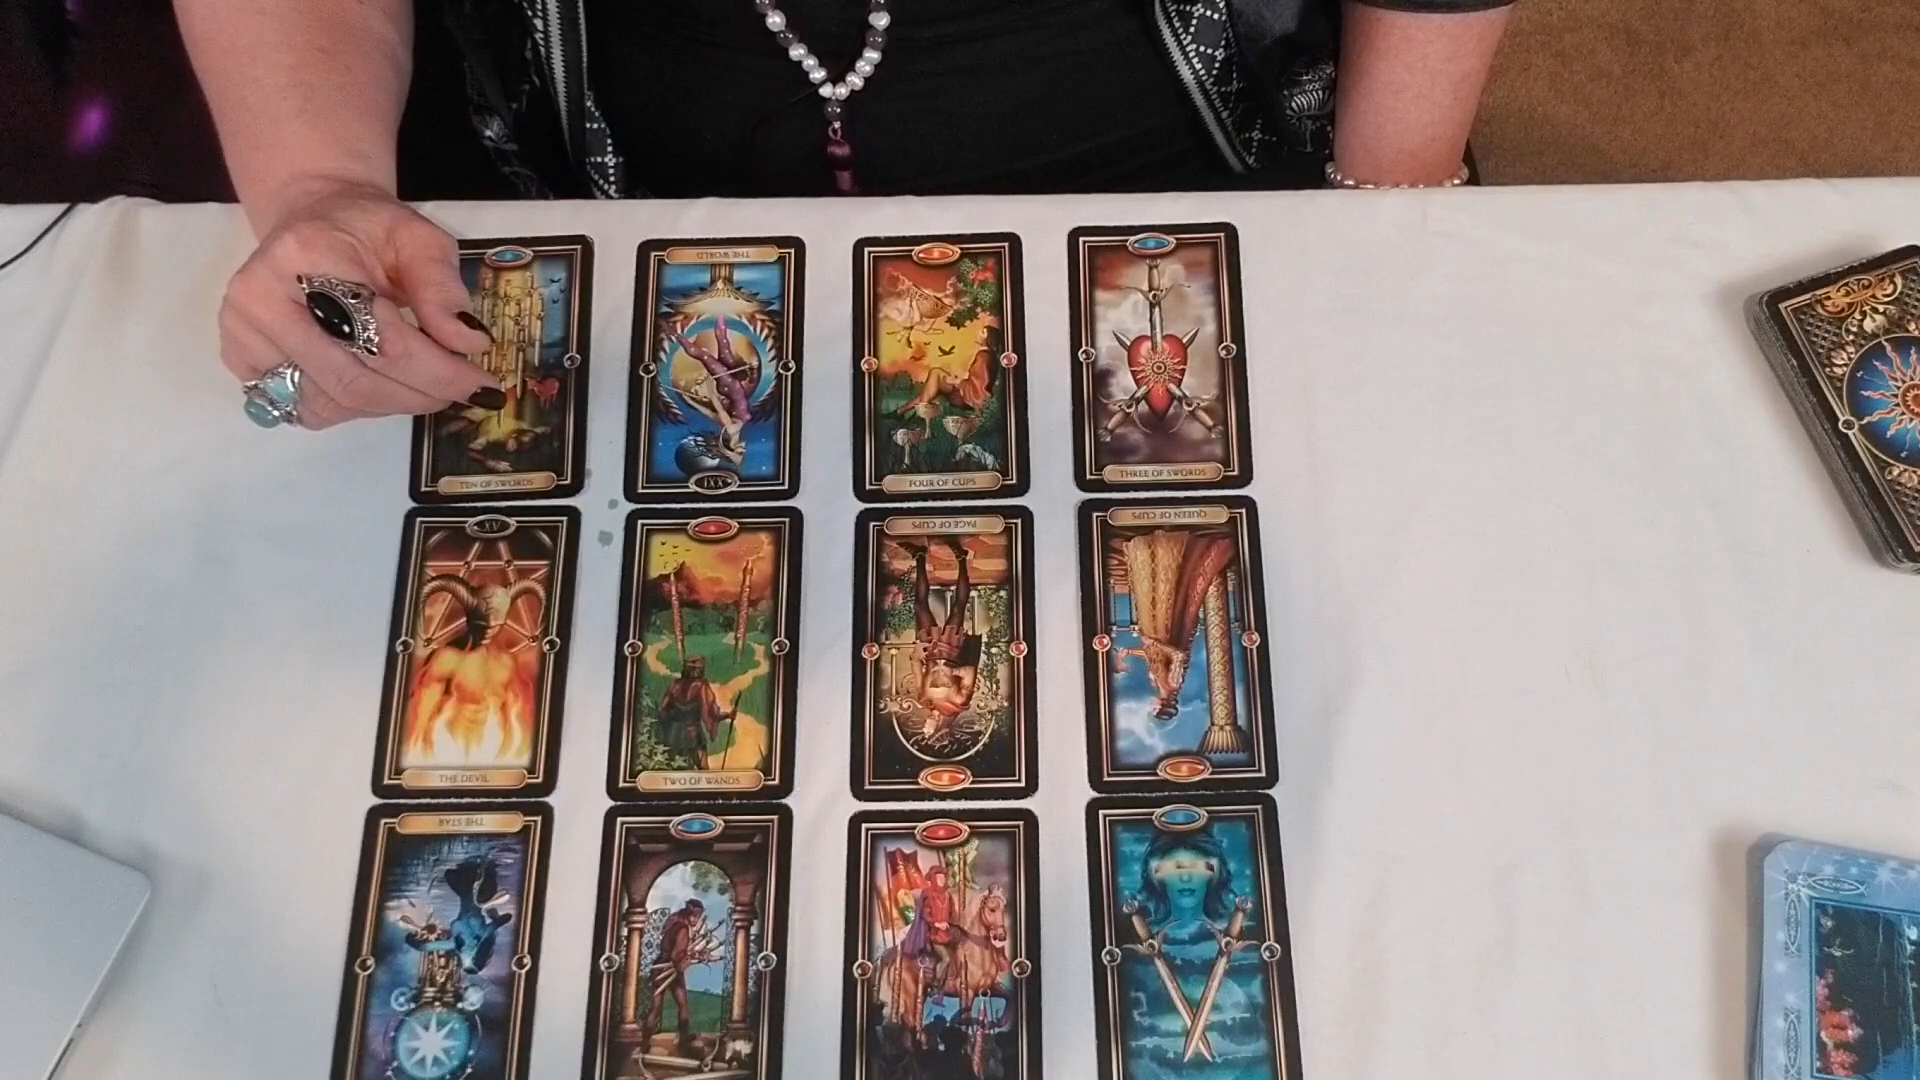 THE WORLD
TEN OF SWORDS
XXI
FOUR OF CUPS
THREE OF SWORDS
XV
PAGE OF CUPS
QUEEN OF CUPS
THE DEVIL
TWO OF WANDS
THE STAR